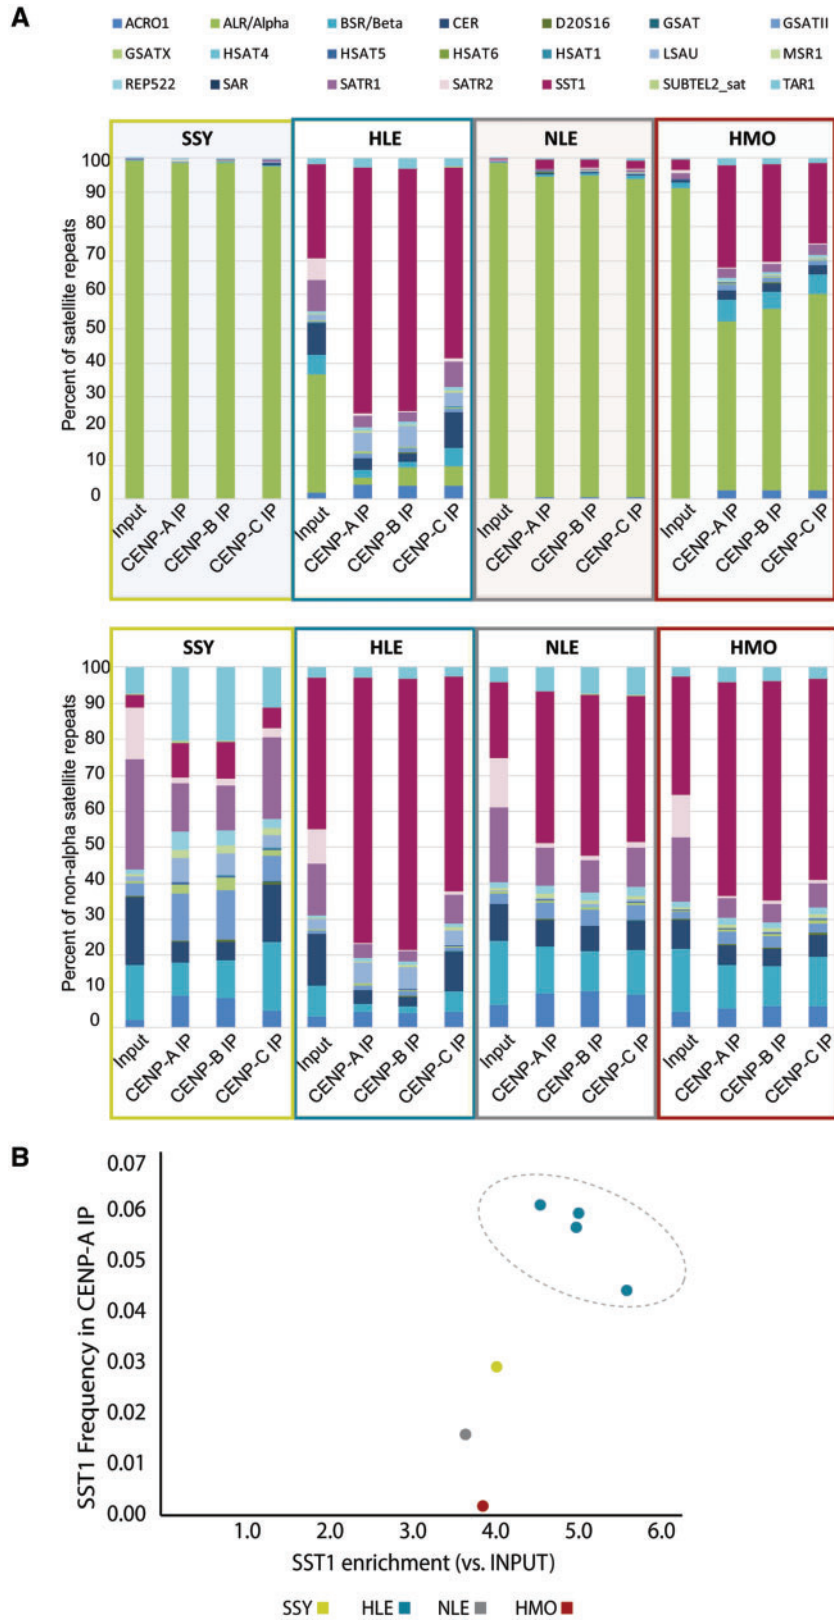 A
ACRO1 ALR/Alpha BSR/Beta CER D20S16 GSAT GSATII
GSATX HSAT4 HSAT5 HSAT6 HSAT1 LSAU MSR1
REP522 SAR SATR1 SATR2 SST1 SUBTEL2_sat TAR1
SSY HLE NLE HMO
Percent of satellite repeats
100
90
80
70
60
50
40
30
20
10
0
Input CENP-A IP CENP-B IP CENP-C IP Input CENP-A IP CENP-B IP CENP-C IP Input CENP-A IP CENP-B IP CENP-C IP Input CENP-A IP CENP-B IP CENP-C IP
SSY HLE NLE HMO
Percent of non-alpha satellite repeats
100
90
80
70
60
50
40
30
20
10
0
Input CENP-A IP CENP-B IP CENP-C IP Input CENP-A IP CENP-B IP CENP-C IP Input CENP-A IP CENP-B IP CENP-C IP Input CENP-A IP CENP-B IP CENP-C IP
B
SST1 Frequency in CENP-A IP
0.07
0.06
0.05
0.04
0.03
0.02
0.01
0.00
1.0 2.0 3.0 4.0 5.0 6.0
SST1 enrichment (vs. INPUT)
SSY HLE NLE HMO